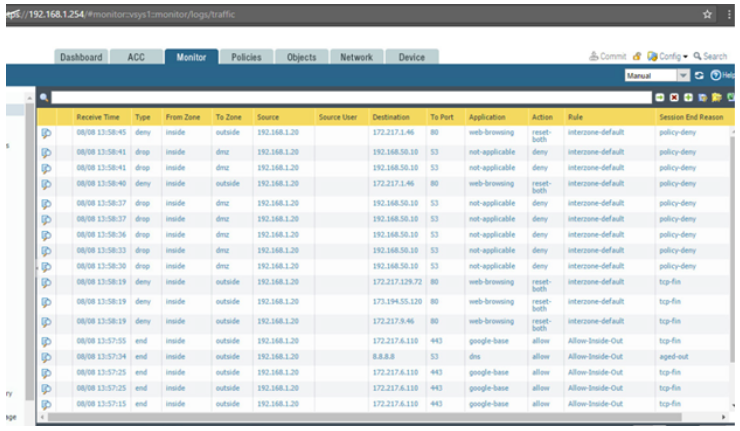 https://192.168.1.254/#monitor::vsys1::monitor/logs/traffic
Dashboard ACC Monitor Policies Objects Network Device Commit Config Search
Manual Help
Receive Time Type From Zone To Zone Source Source User Destination To Port Application Action Rule Session End Reason
08/08 13:58:45 deny inside outside 192.168.1.20 172.217.1.46 80 web-browsing reset-both interzone-default policy-deny
08/08 13:58:41 drop inside dmz 192.168.1.20 192.168.50.10 53 not-applicable deny interzone-default policy-deny
08/08 13:58:41 drop inside dmz 192.168.1.20 192.168.50.10 53 not-applicable deny interzone-default policy-deny
08/08 13:58:40 deny inside outside 192.168.1.20 172.217.1.46 80 web-browsing reset-both interzone-default policy-deny
08/08 13:58:37 drop inside dmz 192.168.1.20 192.168.50.10 53 not-applicable deny interzone-default policy-deny
08/08 13:58:37 drop inside dmz 192.168.1.20 192.168.50.10 53 not-applicable deny interzone-default policy-deny
08/08 13:58:36 drop inside dmz 192.168.1.20 192.168.50.10 53 not-applicable deny interzone-default policy-deny
08/08 13:58:33 drop inside dmz 192.168.1.20 192.168.50.10 53 not-applicable deny interzone-default policy-deny
08/08 13:58:30 drop inside dmz 192.168.1.20 192.168.50.10 53 not-applicable deny interzone-default policy-deny
08/08 13:58:19 deny inside outside 192.168.1.20 172.217.129.72 80 web-browsing reset-both interzone-default tcp-fin
08/08 13:58:19 deny inside outside 192.168.1.20 173.194.55.120 80 web-browsing reset-both interzone-default tcp-fin
08/08 13:58:19 deny inside outside 192.168.1.20 172.217.9.46 80 web-browsing reset-both interzone-default tcp-fin
08/08 13:57:55 end inside outside 192.168.1.20 172.217.6.110 443 google-base allow Allow-Inside-Out tcp-fin
08/08 13:57:34 end inside outside 192.168.1.20 8.8.8.8 53 dns allow Allow-Inside-Out aged-out
08/08 13:57:25 end inside outside 192.168.1.20 172.217.6.110 443 google-base allow Allow-Inside-Out tcp-fin
08/08 13:57:25 end inside outside 192.168.1.20 172.217.6.110 443 google-base allow Allow-Inside-Out tcp-fin
08/08 13:57:15 end inside outside 192.168.1.20 172.217.6.110 443 google-base allow Allow-Inside-Out tcp-fin